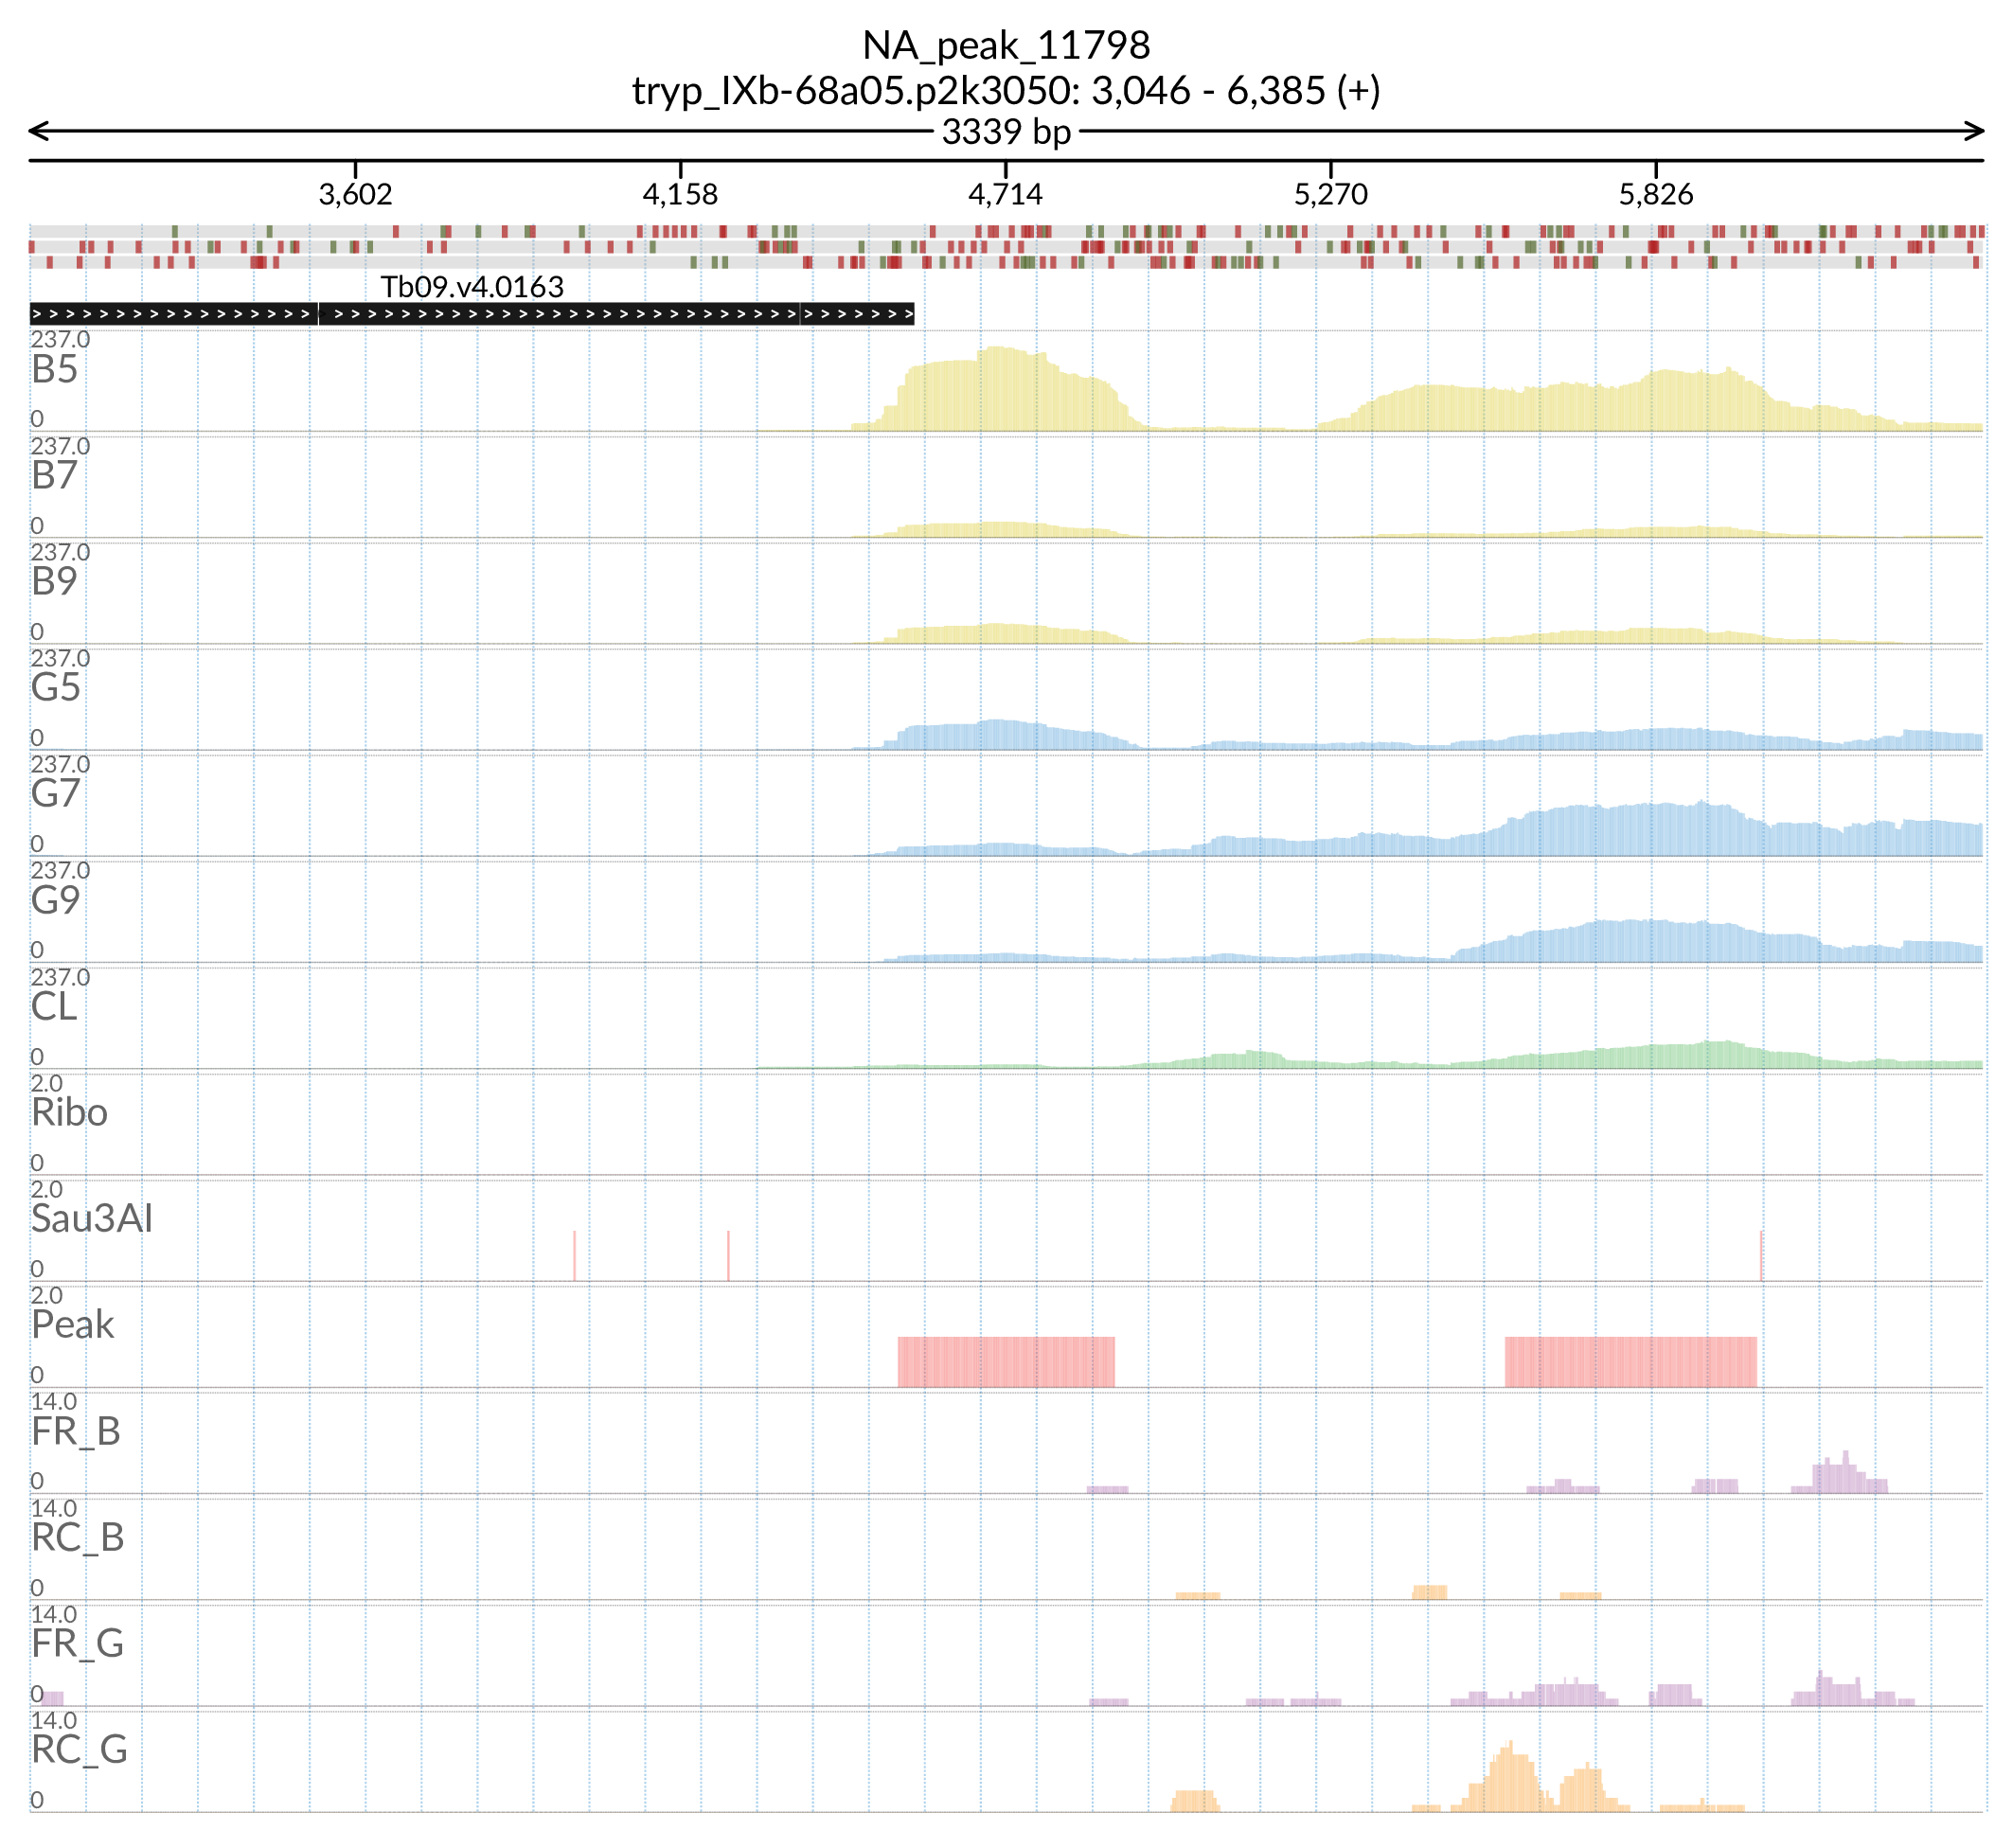 NA_peak_11798
tryp_IXb-68a05.p2k3050: 3,046 - 6,385 (+)
3339 bp
3,602 4,158 4,714 5,270 5,826
Tb09.v4.0163
237.0
B5
0
237.0
B7
0
237.0
B9
0
237.0
G5
0
237.0
G7
0
237.0
G9
0
237.0
CL
0
2.0
Ribo
0
2.0
Sau3AI
0
2.0
Peak
0
14.0
FR_B
0
14.0
RC_B
0
14.0
FR_G
0
14.0
RC_G
0